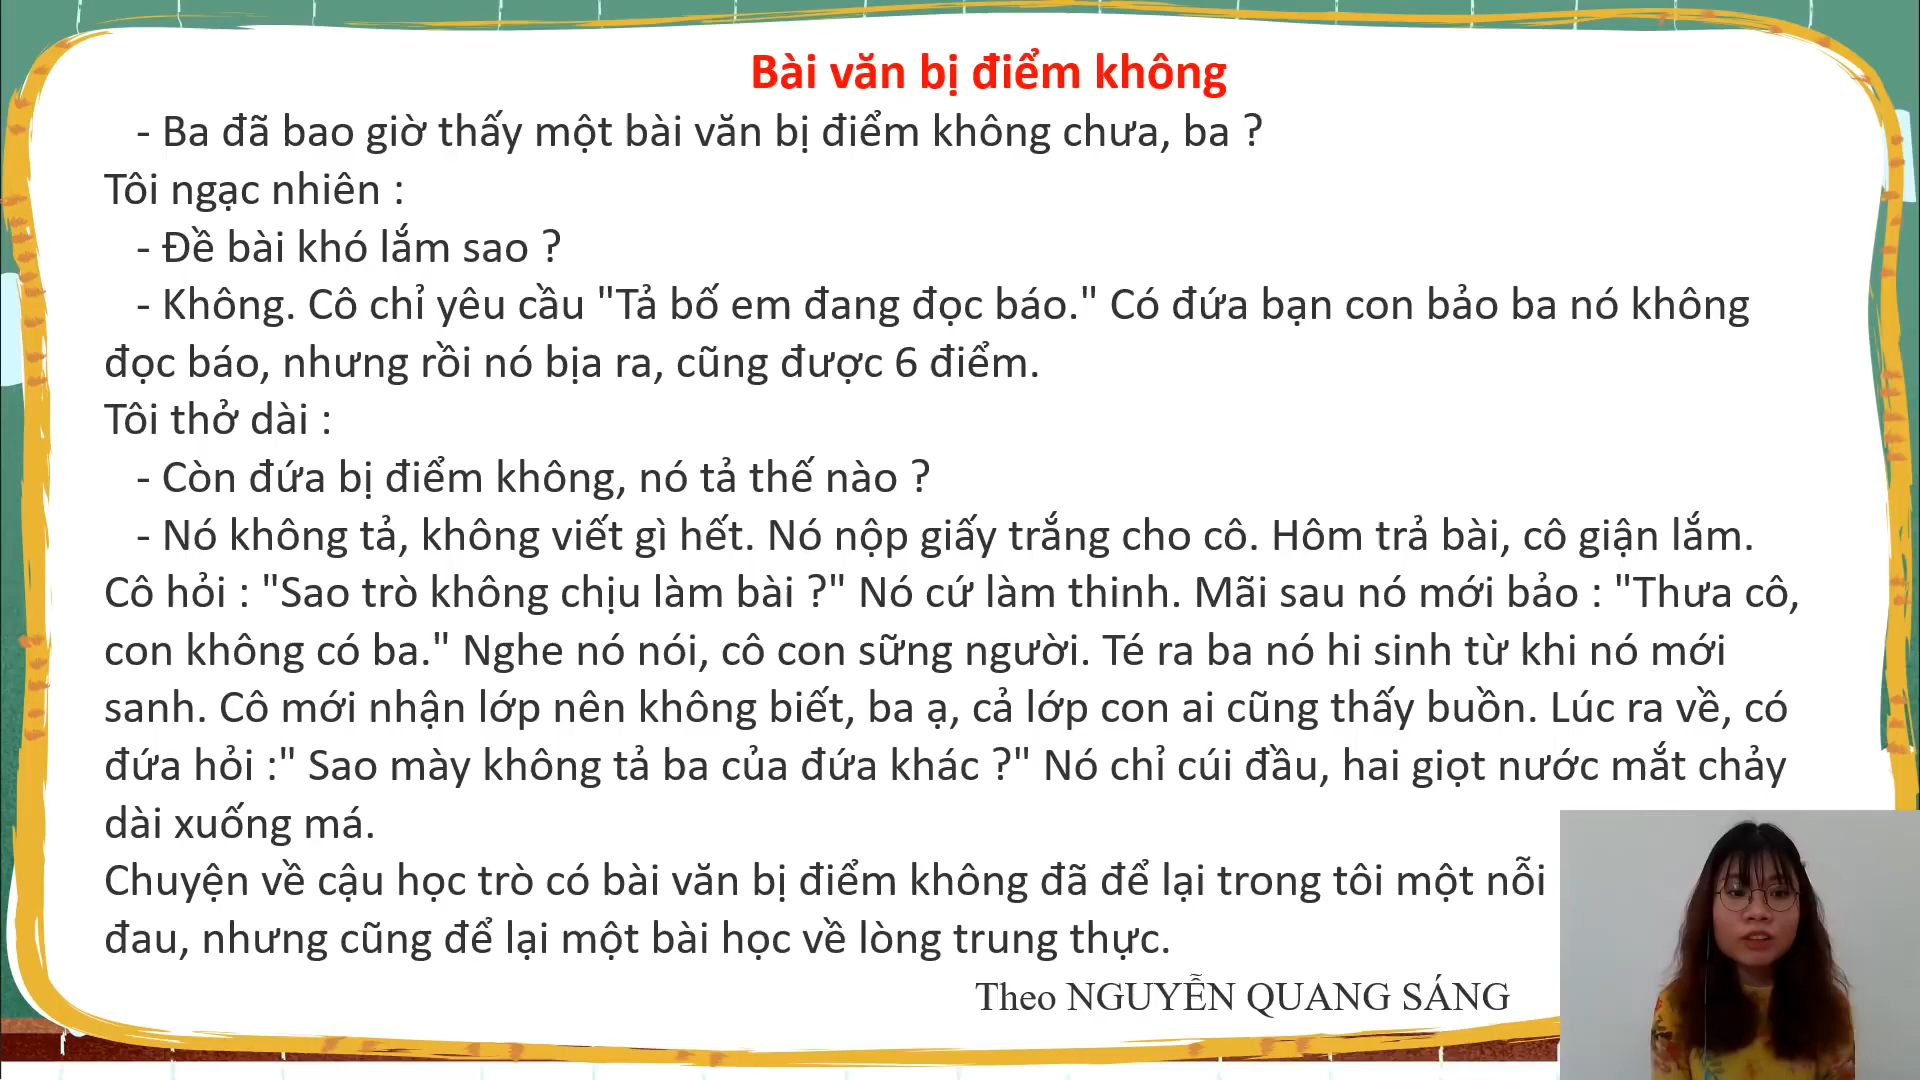 Bài văn bị điểm không
- Ba đã bao giờ thấy một bài văn bị điểm không chưa, ba ?
Tôi ngạc nhiên :
- Đề bài khó lắm sao ?
- Không. Cô chỉ yêu cầu "Tả bố em đang đọc báo." Có đứa bạn con bảo ba nó không
đọc báo, nhưng rồi nó bịa ra, cũng được 6 điểm.
Tôi thở dài :
- Còn đứa bị điểm không, nó tả thế nào ?
- Nó không tả, không viết gì hết. Nó nộp giấy trắng cho cô. Hôm trả bài, cô giận lắm.
Cô hỏi : "Sao trò không chịu làm bài ?" Nó cứ làm thinh. Mãi sau nó mới bảo : "Thưa cô,
con không có ba." Nghe nó nói, cô con sững người. Té ra ba nó hi sinh từ khi nó mới
sanh. Cô mới nhận lớp nên không biết, ba ạ, cả lớp con ai cũng thấy buồn. Lúc ra về, có
đứa hỏi :" Sao mày không tả ba của đứa khác ?" Nó chỉ cúi đầu, hai giọt nước mắt chảy
dài xuống má.
Chuyện về cậu học trò có bài văn bị điểm không đã để lại trong tôi một nỗi
đau, nhưng cũng để lại một bài học về lòng trung thực.
Theo NGUYỄN QUANG SÁNG